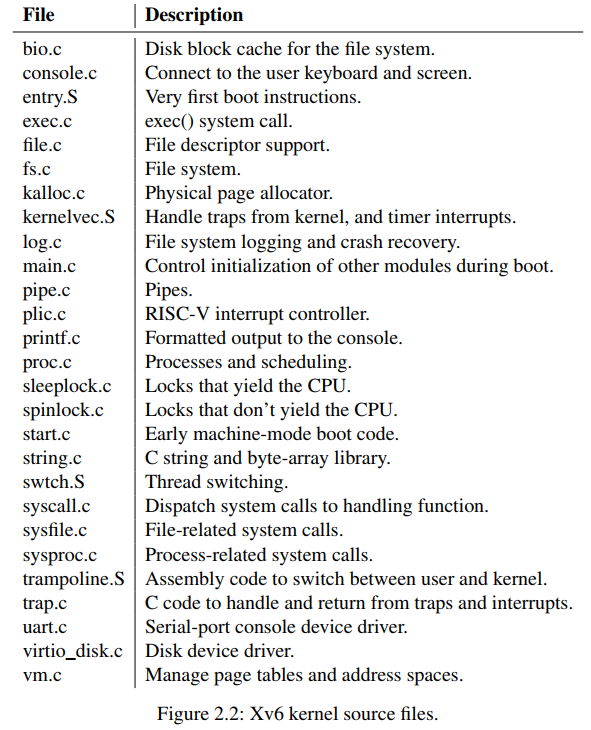 File Description
bio.c Disk block cache for the file system.
console.c Connect to the user keyboard and screen.
entry.S Very first boot instructions.
exec.c exec() system call.
file.c File descriptor support.
fs.c File system.
kalloc.c Physical page allocator.
kernelvec.S Handle traps from kernel, and timer interrupts.
log.c File system logging and crash recovery.
main.c Control initialization of other modules during boot.
pipe.c Pipes.
plic.c RISC-V interrupt controller.
printf.c Formatted output to the console.
proc.c Processes and scheduling.
sleeplock.c Locks that yield the CPU.
spinlock.c Locks that don’t yield the CPU.
start.c Early machine-mode boot code.
string.c C string and byte-array library.
swtch.S Thread switching.
syscall.c Dispatch system calls to handling function.
sysfile.c File-related system calls.
sysproc.c Process-related system calls.
trampoline.S Assembly code to switch between user and kernel.
trap.c C code to handle and return from traps and interrupts.
uart.c Serial-port console device driver.
virtio_disk.c Disk device driver.
vm.c Manage page tables and address spaces.
Figure 2.2: Xv6 kernel source files.